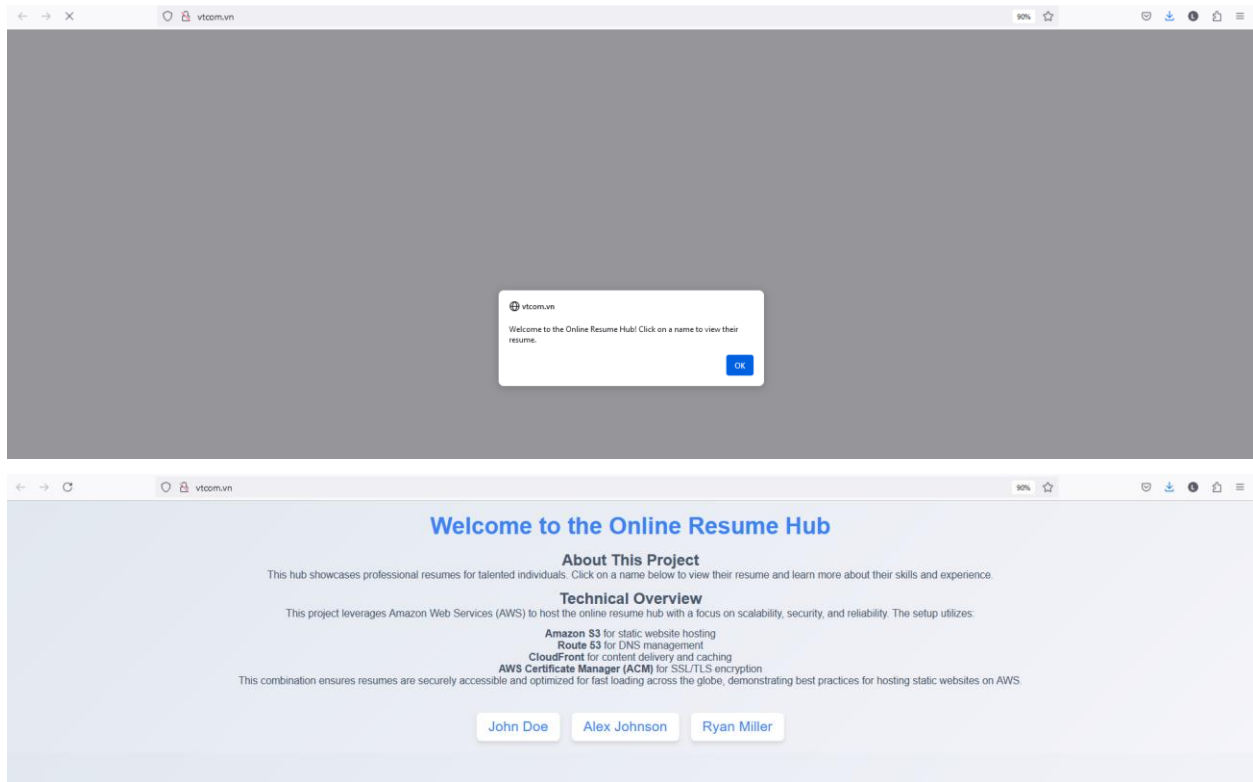 vtcom.vn
90%
vtcom.vn
Welcome to the Online Resume Hub! Click on a name to view their
resume.
OK
vtcom.vn
90%
Welcome to the Online Resume Hub
About This Project
This hub showcases professional resumes for talented individuals. Click on a name below to view their resume and learn more about their skills and experience.
Technical Overview
This project leverages Amazon Web Services (AWS) to host the online resume hub with a focus on scalability, security, and reliability. The setup utilizes:
Amazon S3 for static website hosting
Route 53 for DNS management
CloudFront for content delivery and caching
AWS Certificate Manager (ACM) for SSL/TLS encryption
This combination ensures resumes are securely accessible and optimized for fast loading across the globe, demonstrating best practices for hosting static websites on AWS.
John Doe Alex Johnson Ryan Miller